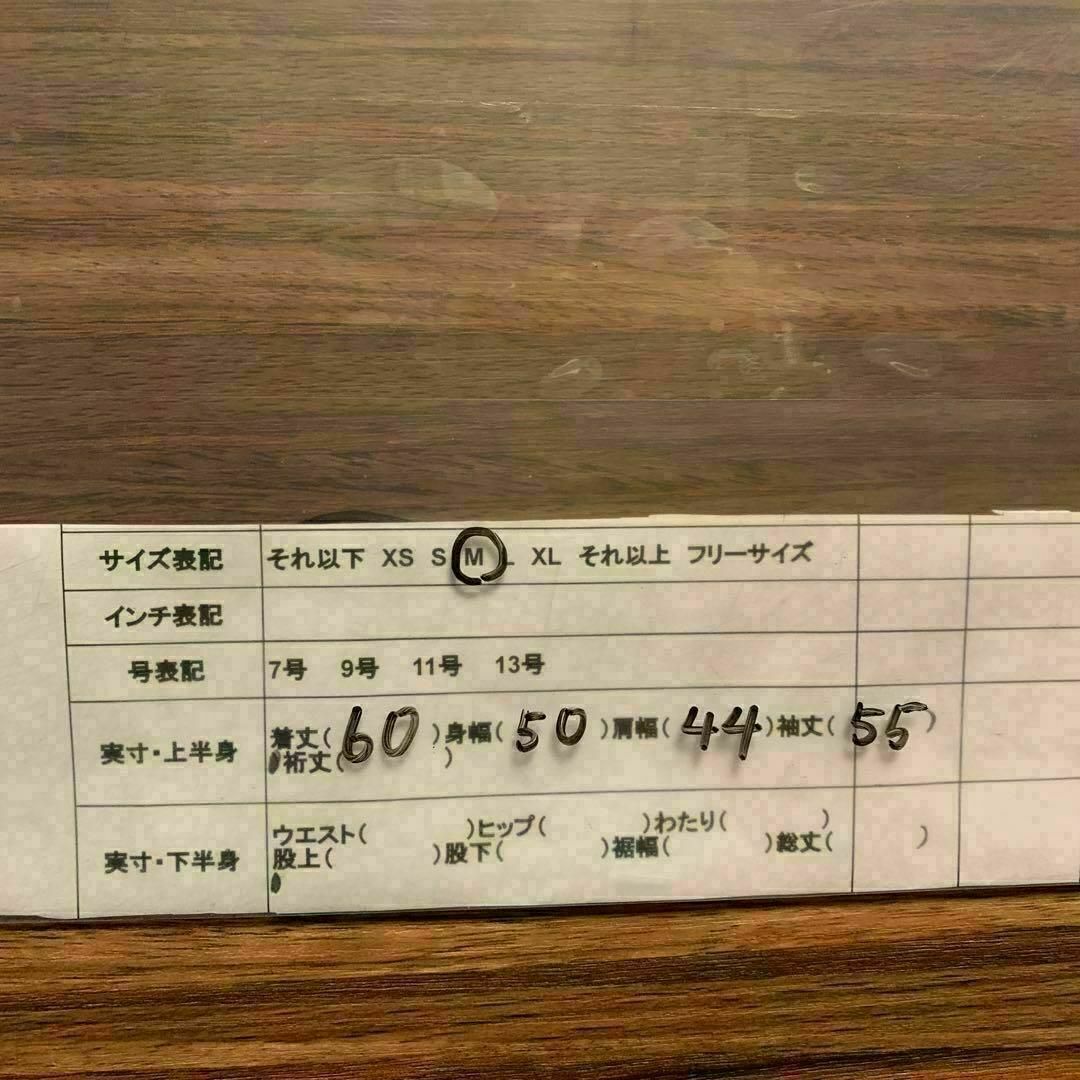 サイズ表記 それ以下 XS S M L XL それ以上 フリーサイズ
インチ表記
号表記 7号 9号 11号 13号
実寸・上半身 着丈( 60 )身幅( 50 )肩幅( 44 )袖丈( 55 )
裄丈( )
実寸・下半身 ウエスト( )ヒップ( )わたり( )
股上( )股下( )裾幅( )総丈( )